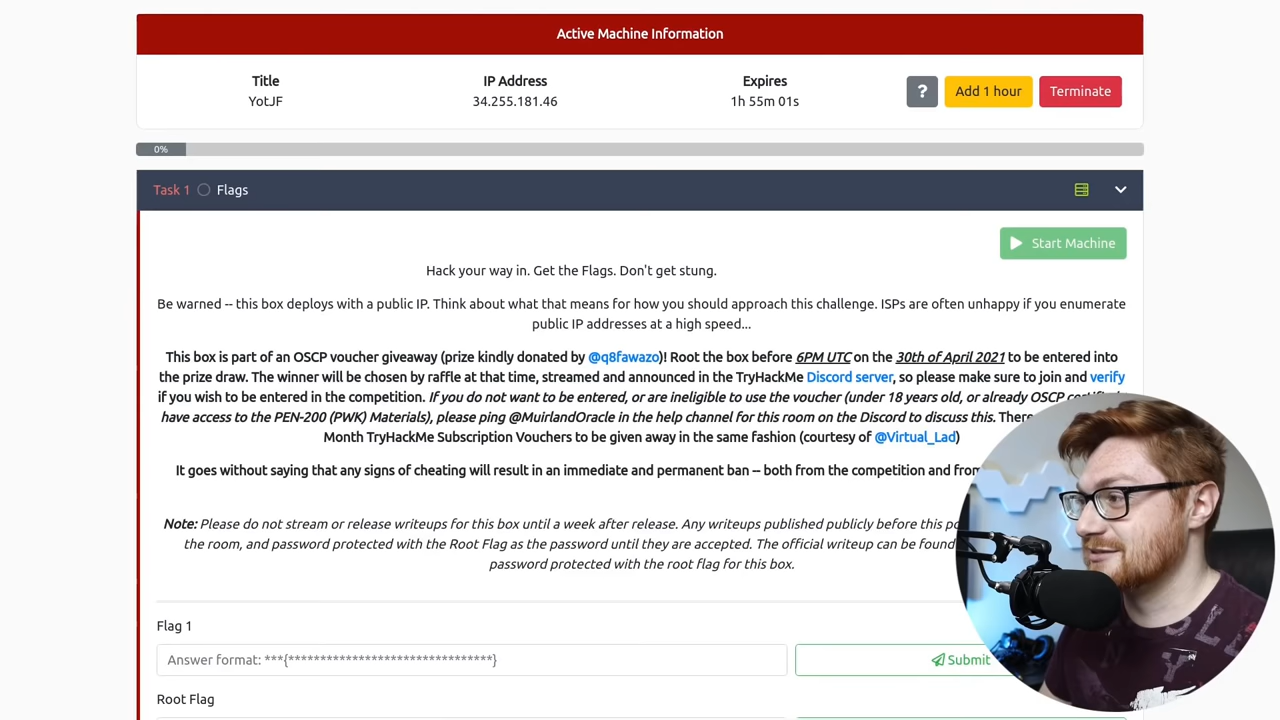 Active Machine Information
Title IP Address Expires
YotJF 34.255.181.46 1h 55m 01s ? Add 1 hour Terminate
0%
Task 1 Flags
Start Machine
Hack your way in. Get the Flags. Don't get stung.
Be warned -- this box deploys with a public IP. Think about what that means for how you should approach this challenge. ISPs are often unhappy if you enumerate
public IP addresses at a high speed...
This box is part of an OSCP voucher giveaway (prize kindly donated by @q8fawazo)! Root the box before 6PM UTC on the 30th of April 2021 to be entered into
the prize draw. The winner will be chosen by raffle at that time, streamed and announced in the TryHackMe Discord server, so please make sure to join and verify
if you wish to be entered in the competition. If you do not want to be entered, or are ineligible to use the voucher (under 18 years old, or already OSCP
have access to the PEN-200 (PWK) Materials), please ping @MuirlandOracle in the help channel for this room on the Discord to discuss this.
Month TryHackMe Subscription Vouchers to be given away in the same fashion (courtesy of @Virtual_Lad)
It goes without saying that any signs of cheating will result in an immediate and permanent ban -- both from the competition and from
Note: Please do not stream or release writeups for this box until a week after release. Any writeups published publicly before this
the room, and password protected with the Root Flag as the password until they are accepted. The official writeup can be found
password protected with the root flag for this box.
Flag 1
Answer format: ***{********************************} Submit
Root Flag